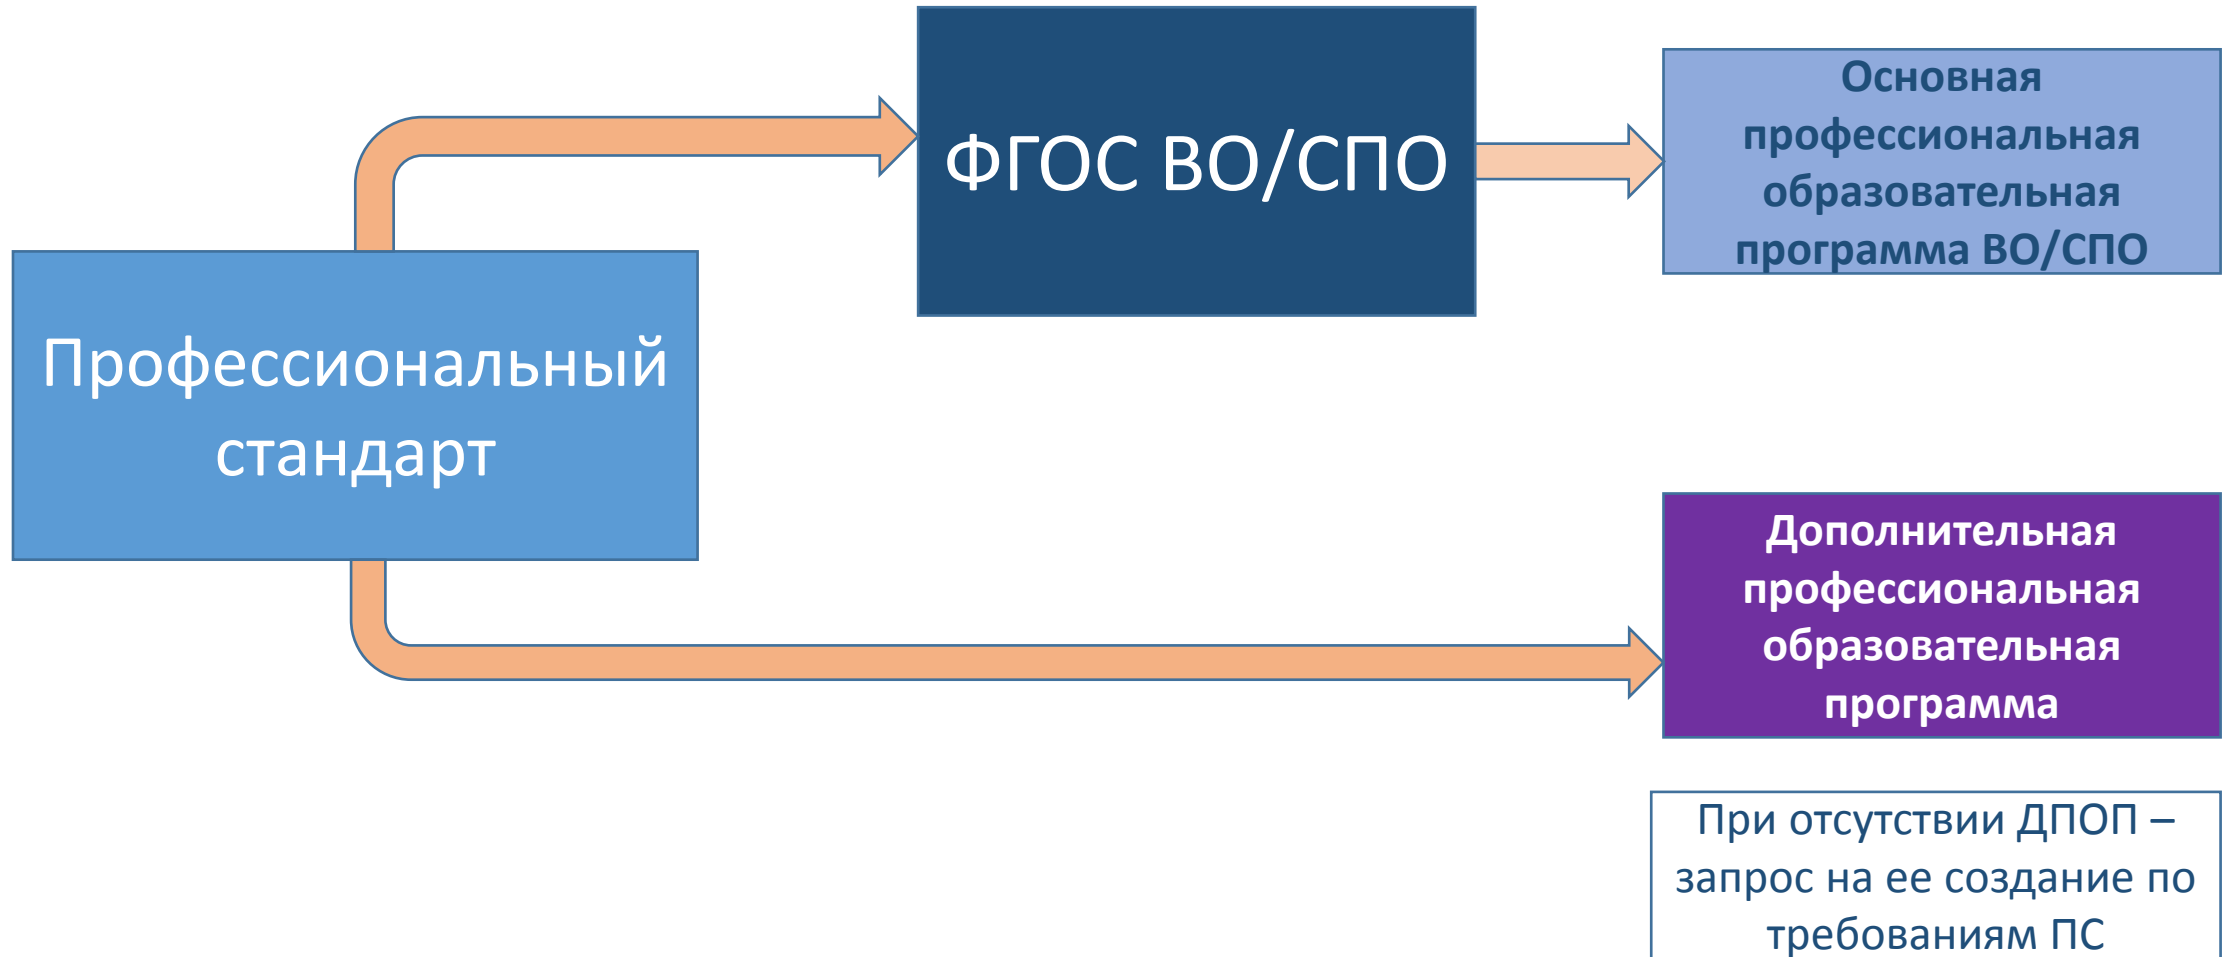 ФГОС ВО/СПО
Основная
профессиональная
образовательная
программа ВО/СПО
Профессиональный
стандарт
Дополнительная
профессиональная
образовательная
программа
При отсутствии ДПОП –
запрос на ее создание по
требованиям ПС